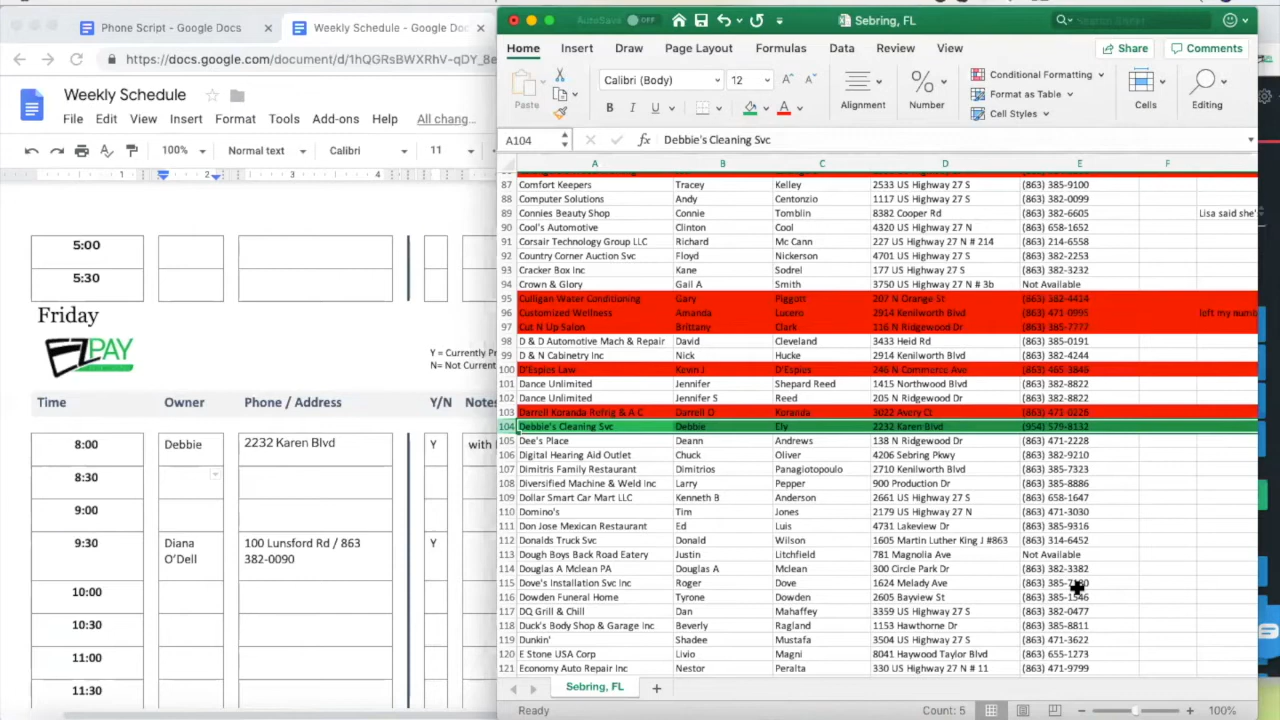 Phone Script - Google Docs
Weekly Schedule - Google Doc
https://docs.google.com/document/d/1hQGRsBWXRhV-qDY_8e
Weekly Schedule
File Edit View Insert Format Tools Add-ons Help All chang...
100% Normal text Calibri 11
1 2 3 4
5:00
5:30
Friday
EZPAY
Y = Currently Pr
N= Not Current
Time Owner Phone / Address Y/N Notes
8:00 Debbie 2232 Karen Blvd Y with
8:30
9:00
9:30 Diana O'Dell 100 Lunsford Rd / 863 382-0090 Y
10:00
10:30
11:00
11:30
AutoSave OFF Sebring, FL
Home Insert Draw Page Layout Formulas Data Review View Share Comments
Paste Calibri (Body) 12 B I U Alignment Number Conditional Formatting Format as Table Cell Styles Cells Editing
A104 fx Debbie's Cleaning Svc
A B C D E F
87 Comfort Keepers Tracey Kelley 2533 US Highway 27 S (863) 385-9100
88 Computer Solutions Andy Centonzio 1117 US Highway 27 S (863) 382-0099
89 Connies Beauty Shop Connie Tomblin 8382 Cooper Rd (863) 382-6605 Lisa said she'
90 Cool's Automotive Clinton Cool 4320 US Highway 27 N (863) 658-1652
91 Corsair Technology Group LLC Richard Mc Cann 227 US Highway 27 N # 214 (863) 214-6558
92 Country Corner Auction Svc Floyd Nickerson 4701 US Highway 27 S (863) 382-2253
93 Cracker Box Inc Kane Sodrel 177 US Highway 27 S (863) 382-3232
94 Crown & Glory Gail A Smith 3750 US Highway 27 N # 3b Not Available
95 Culligan Water Conditioning Gary Piggott 207 N Orange St (863) 382-4414
96 Customized Wellness Amanda Lucero 2914 Kenilworth Blvd (863) 471-0995 left my numb
97 Cut N Up Salon Brittany Clark 116 N Ridgewood Dr (863) 385-7777
98 D & D Automotive Mach & Repair David Cleveland 3433 Heid Rd (863) 385-0191
99 D & N Cabinetry Inc Nick Hucke 2914 Kenilworth Blvd (863) 382-4244
100 D'Espies Law Kevin J D'Espies 246 N Commerce Ave (863) 465-3846
101 Dance Unlimited Jennifer Shepard Reed 1415 Northwood Blvd (863) 382-8822
102 Dance Unlimited Jennifer S Reed 205 N Ridgewood Dr (863) 382-8822
103 Darrell Koranda Refrig & A C Darrell O Koranda 3022 Avery Ct (863) 471-0226
104 Debbie's Cleaning Svc Debbie Ely 2232 Karen Blvd (954) 579-8132
105 Dee's Place Deann Andrews 138 N Ridgewood Dr (863) 471-2228
106 Digital Hearing Aid Outlet Chuck Oliver 4206 Sebring Pkwy (863) 382-9210
107 Dimitris Family Restaurant Dimitrios Panagiotopoulo 2710 Kenilworth Blvd (863) 385-7323
108 Diversified Machine & Weld Inc Larry Pepper 900 Production Dr (863) 385-8886
109 Dollar Smart Car Mart LLC Kenneth B Anderson 2661 US Highway 27 S (863) 658-1647
110 Domino's Tim Jones 2179 US Highway 27 N (863) 471-3030
111 Don Jose Mexican Restaurant Ed Luis 4731 Lakeview Dr (863) 385-9316
112 Donalds Truck Svc Donald Wilson 1605 Martin Luther King J #863 (863) 314-6452
113 Dough Boys Back Road Eatery Justin Litchfield 781 Magnolia Ave Not Available
114 Douglas A Mclean PA Douglas A Mclean 300 Circle Park Dr (863) 382-3382
115 Dove's Installation Svc Inc Roger Dove 1624 Melady Ave (863)
116 Dowden Funeral Home Tyrone Dowden 2605 Bayview St (863) 385-1546
117 DQ Grill & Chill Dan Mahaffey 3359 US Highway 27 S (863) 382-0477
118 Duck's Body Shop & Garage Inc Beverly Ragland 1153 Hawthorne Dr (863) 385-8811
119 Dunkin' Shadee Mustafa 3504 US Highway 27 S (863) 471-3622
120 E Stone USA Corp Livio Magni 8041 Haywood Taylor Blvd (863) 655-1273
121 Economy Auto Repair Inc Nestor Peralta 330 US Highway 27 N # 11 (863) 471-9799
Sebring, FL
Ready Count: 5 100%